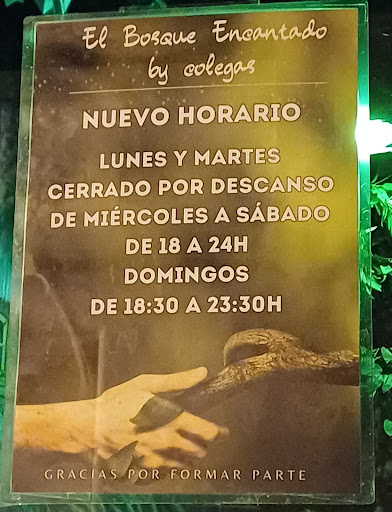 El Bosque Encantado
by colegas
NUEVO HORARIO
LUNES Y MARTES
CERRADO POR DESCANSO
DE MIÉRCOLES A SÁBADO
DE 18 A 24H
DOMINGOS
DE 18:30 A 23:30H
GRACIAS POR FORMAR PARTE